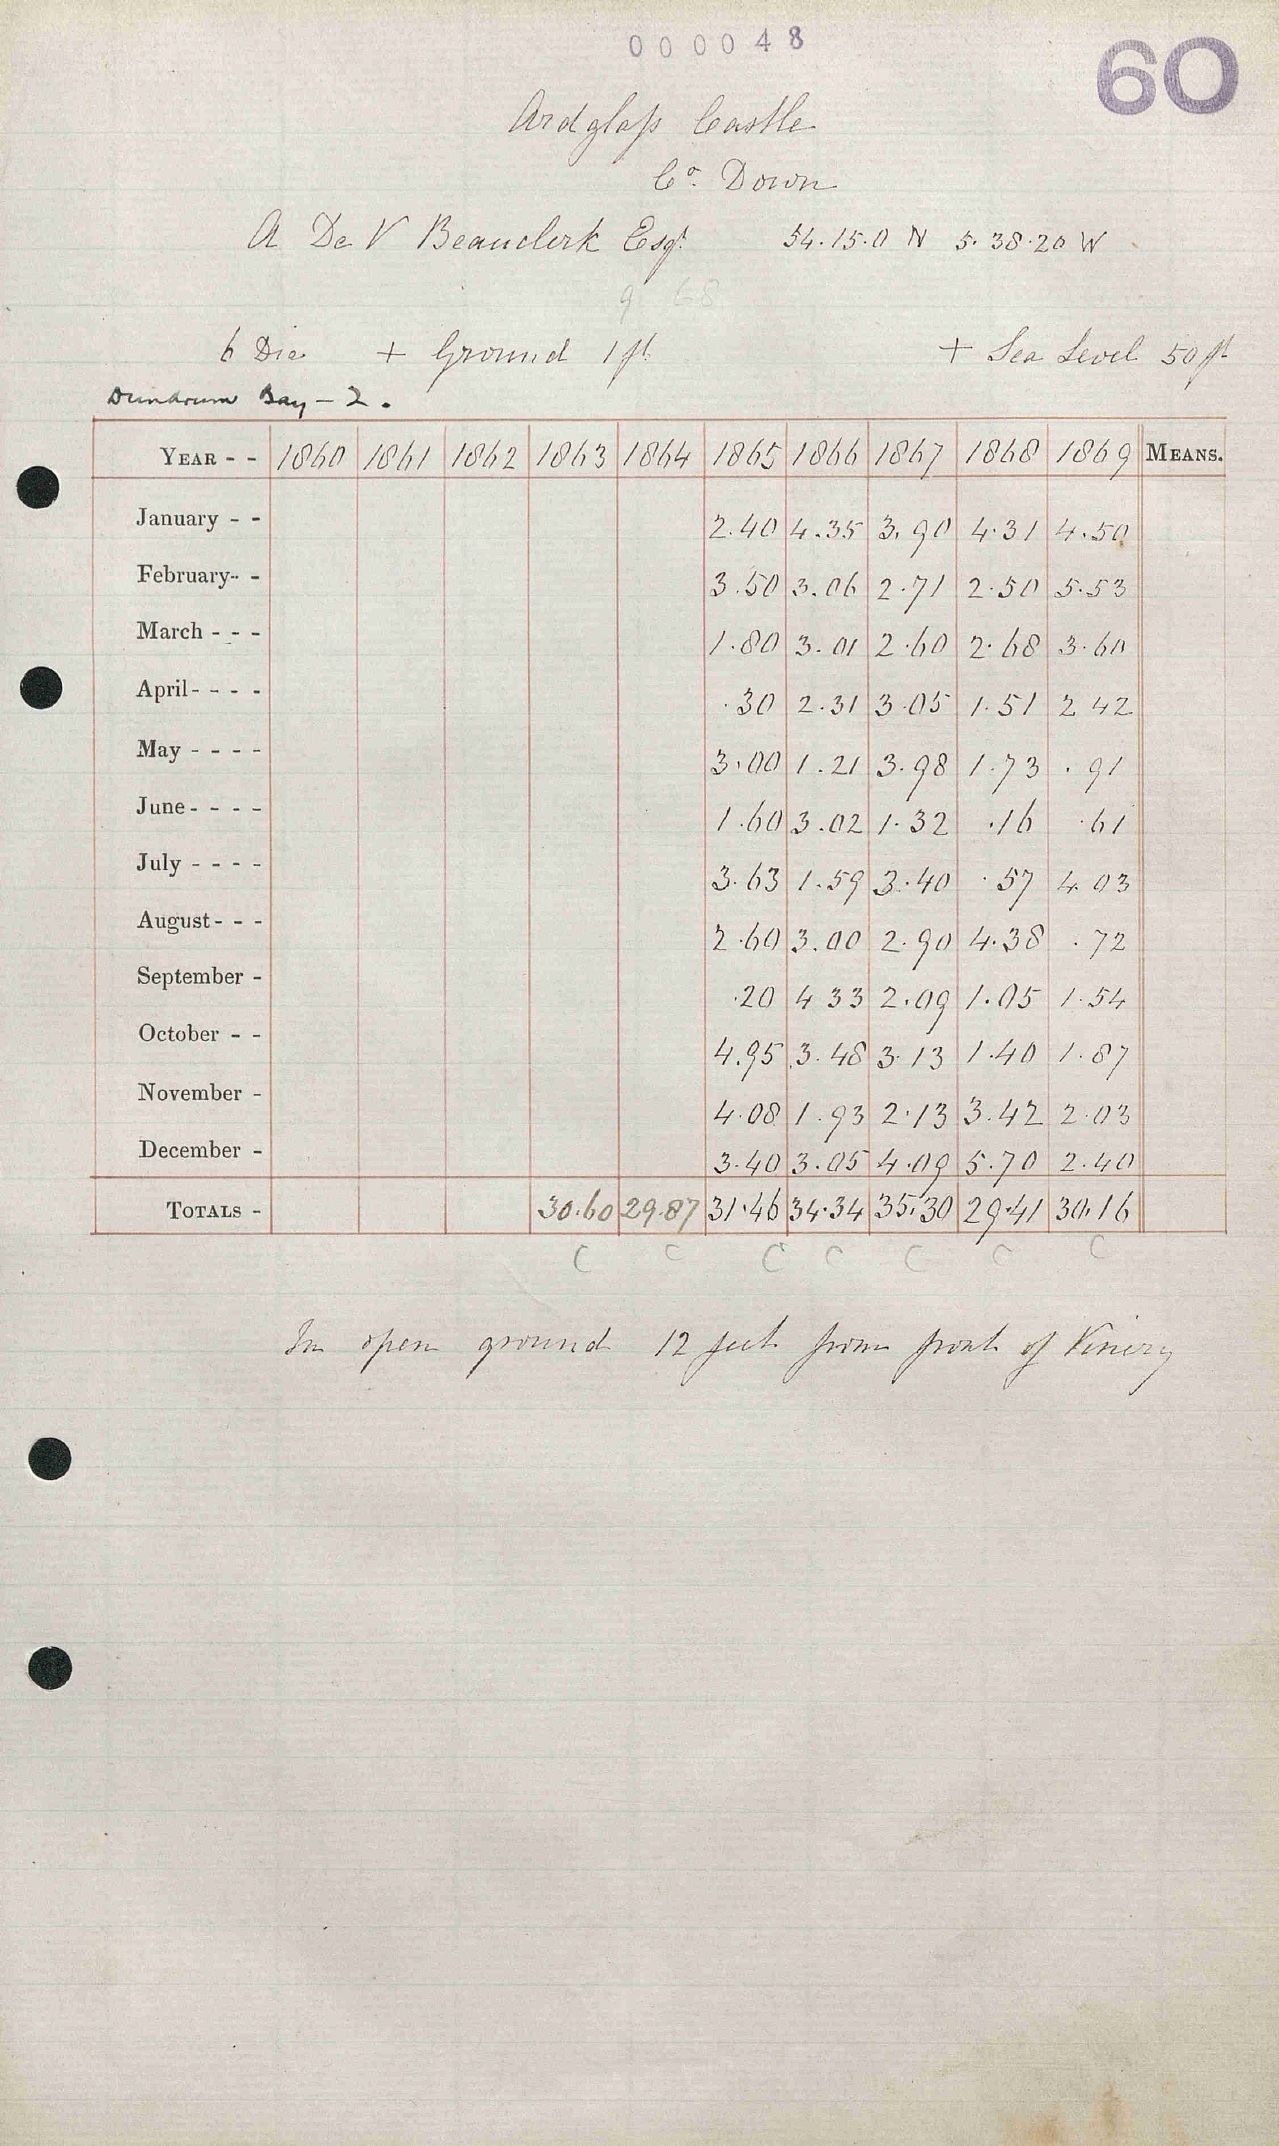 000048
60
Ardglass Castle
Co. Down
A De V Beauclerk Esqr. 54.15.0 N 5.38.20 W
9 68
6 Dia + Ground 1 ft + Sea Level 50 ft
Dundrum Bay - 2.
YEAR - - 1860 1861 1862 1863 1864 1865 1866 1867 1868 1869 MEANS.
January - - 2.40 4.35 3.90 4.31 4.50
February - - 3.50 3.06 2.71 2.50 5.53
March - - - 1.80 3.01 2.60 2.68 3.60
April - - - - .30 2.31 3.05 1.51 2 42
May - - - - 3.00 1.21 3.98 1.73 .91
June - - - - 1.60 3.02 1.32 .16 .61
July - - - - 3.63 1.59 3.40 .57 4.03
August - - - 2.60 3.00 2.90 4.38 .72
September - .20 4 33 2.09 1.05 1.54
October - - 4.95 3.48 3.13 1.40 1.87
November - 4.08 1.93 2.13 3.42 2.03
December - 3.40 3.05 4.09 5.70 2.40
TOTALS - 30.60 29.87 31.46 34.34 35.30 29.41 30.16
C C C C C C C
In open ground 12 feet from front of Vinery